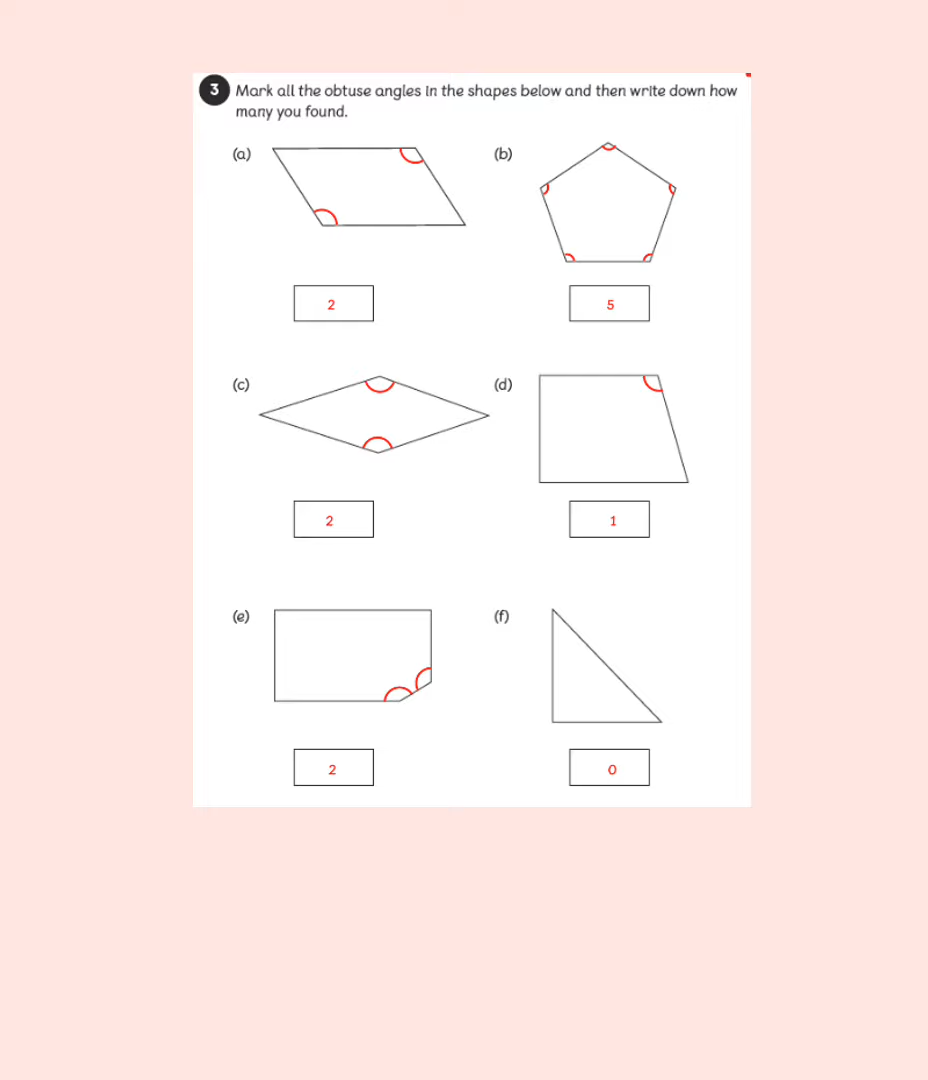 3 Mark all the obtuse angles in the shapes below and then write down how
many you found.
(a) (b)
2 5
(c) (d)
2 1
(e) (f)
2 0